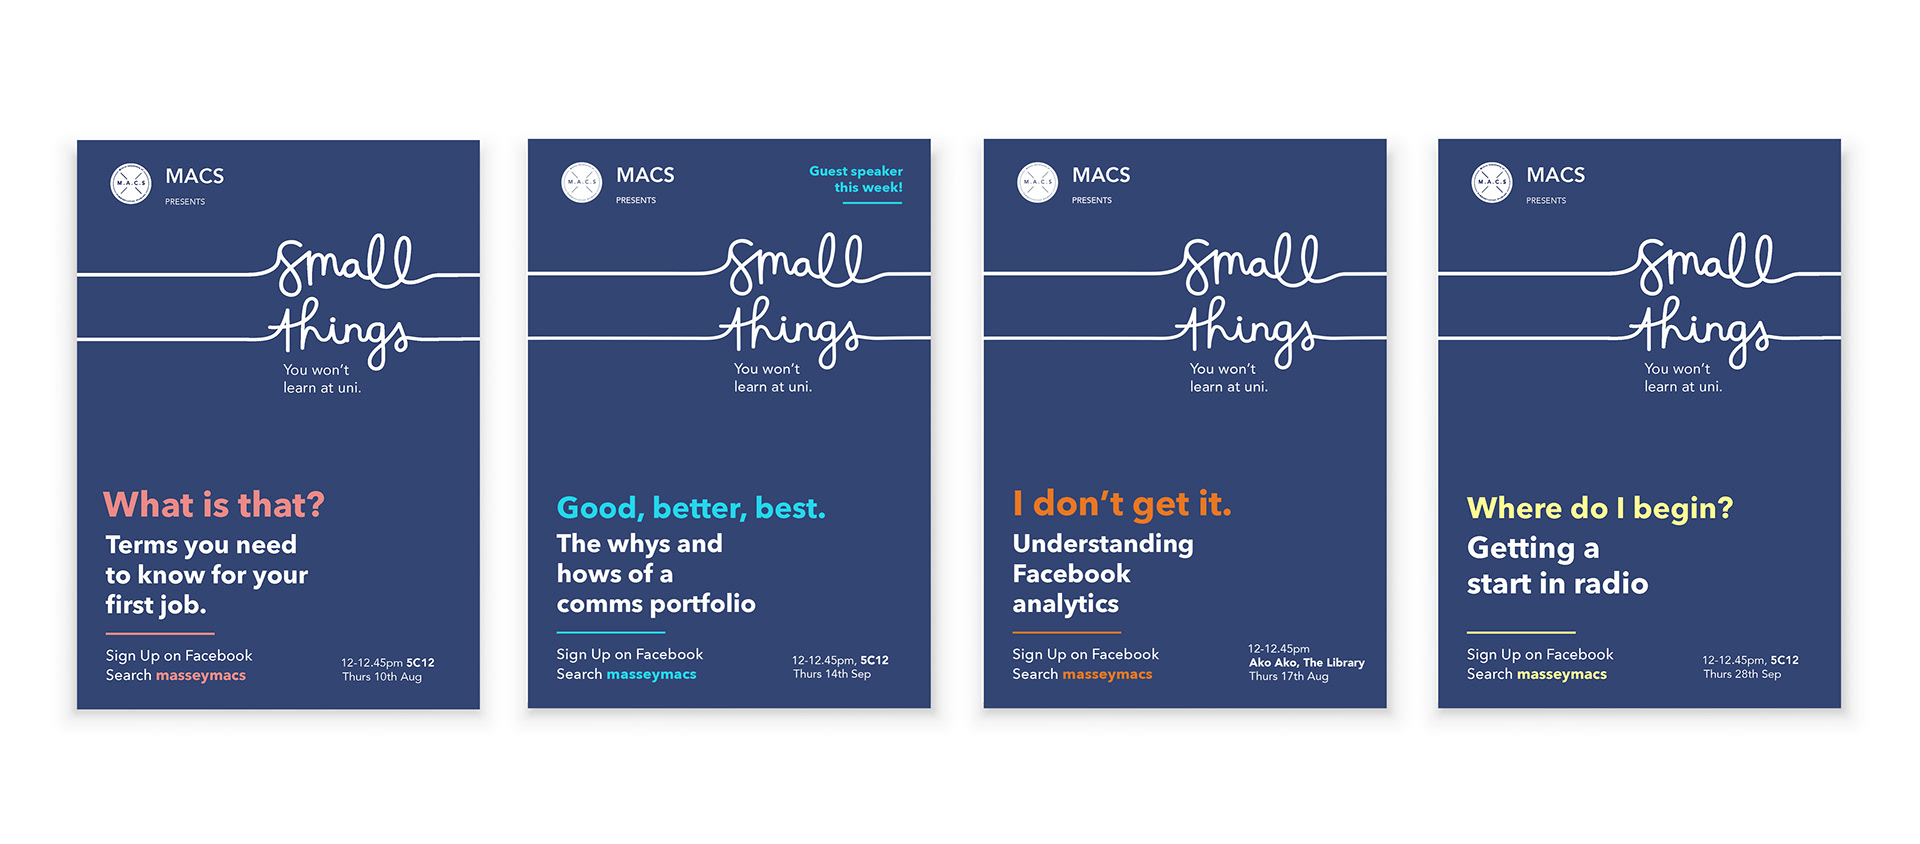 M.A.C.S
MACS
PRESENTS
small
things
You won't
learn at uni.
What is that?
Terms you need
to know for your
first job.
Sign Up on Facebook
Search masseymacs
12-12.45pm 5C12
Thurs 10th Aug
M.A.C.S
MACS
PRESENTS
Guest speaker
this week!
small
things
You won't
learn at uni.
Good, better, best.
The whys and
hows of a
comms portfolio
Sign Up on Facebook
Search masseymacs
12-12.45pm, 5C12
Thurs 14th Sep
M.A.C.S
MACS
PRESENTS
small
things
You won't
learn at uni.
I don't get it.
Understanding
Facebook
analytics
Sign Up on Facebook
Search masseymacs
12-12.45pm
Ako Ako, The Library
Thurs 17th Aug
M.A.C.S
MACS
PRESENTS
small
things
You won't
learn at uni.
Where do I begin?
Getting a
start in radio
Sign Up on Facebook
Search masseymacs
12-12.45pm, 5C12
Thurs 28th Sep